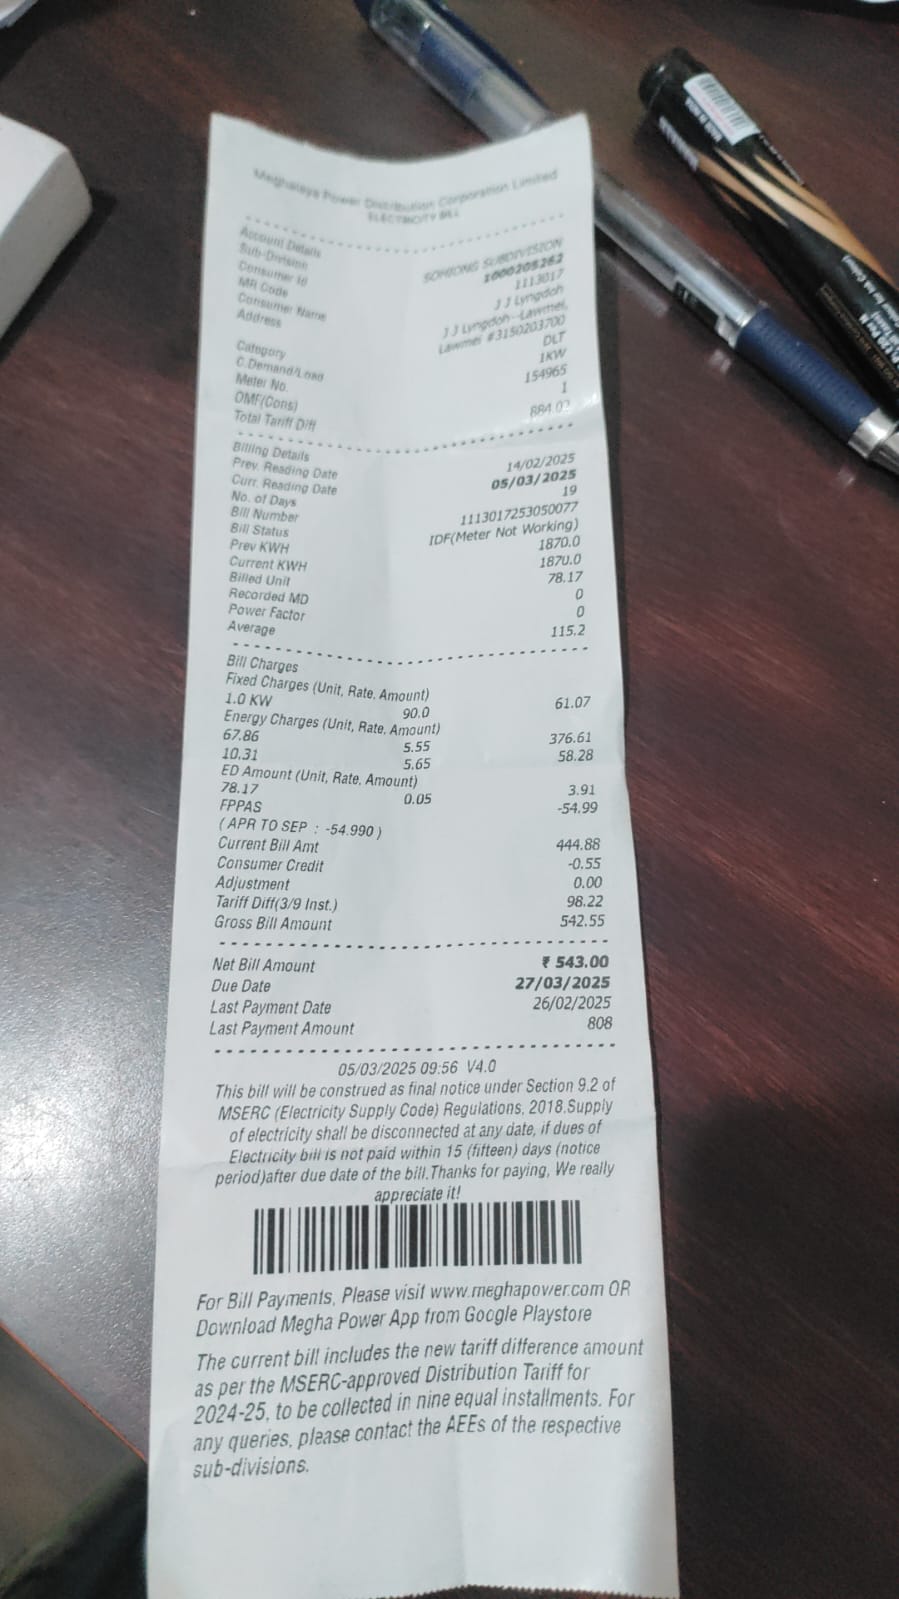 Meghalaya Power Distribution Corporation Limited
ELECTRICITY BILL
Account Details
Sub-Division SOHIONG SUBDIVISION
Consumer Id 1000205262
MR Code 1113017
Consumer Name J J Lyngdoh
Address J J Lyngdoh--Lawmei,
Lawmei #3150203700
Category DLT
C.Demand/Load 1KW
Meter No. 154965
OMF(Cons) 1
Total Tariff Diff 884.02
Billing Details
Prev. Reading Date 14/02/2025
Curr. Reading Date 05/03/2025
No. of Days 19
Bill Number 1113017253050077
Bill Status IDF(Meter Not Working)
Prev KWH 1870.0
Current KWH 1870.0
Billed Unit 78.17
Recorded MD 0
Power Factor 0
Average 115.2
Bill Charges
Fixed Charges (Unit, Rate, Amount)
1.0 KW 90.0 61.07
Energy Charges (Unit, Rate, Amount)
67.86 5.55 376.61
10.31 5.65 58.28
ED Amount (Unit, Rate, Amount)
78.17 0.05 3.91
FPPAS -54.99
( APR TO SEP : -54.990 )
Current Bill Amt 444.88
Consumer Credit -0.55
Adjustment 0.00
Tariff Diff(3/9 Inst.) 98.22
Gross Bill Amount 542.55
Net Bill Amount ₹ 543.00
Due Date 27/03/2025
Last Payment Date 26/02/2025
Last Payment Amount 808
05/03/2025 09:56 V4.0
This bill will be construed as final notice under Section 9.2 of
MSERC (Electricity Supply Code) Regulations, 2018.Supply
of electricity shall be disconnected at any date, if dues of
Electricity bill is not paid within 15 (fifteen) days (notice
period)after due date of the bill.Thanks for paying, We really
appreciate it!
For Bill Payments, Please visit www.meghapower.com OR
Download Megha Power App from Google Playstore
The current bill includes the new tariff difference amount
as per the MSERC-approved Distribution Tariff for
2024-25, to be collected in nine equal installments. For
any queries, please contact the AEEs of the respective
sub-divisions.
MADE IN INDIA